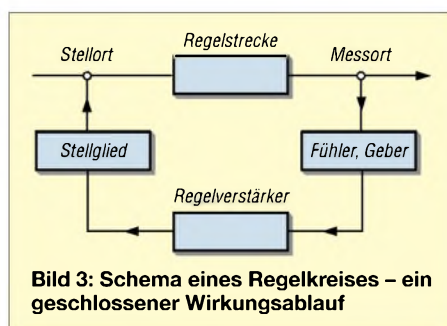 Regelstrecke
Stellort
Messort
Stellglied
Fühler, Geber
Regelverstärker
Bild 3: Schema eines Regelkreises – ein
geschlossener Wirkungsablauf